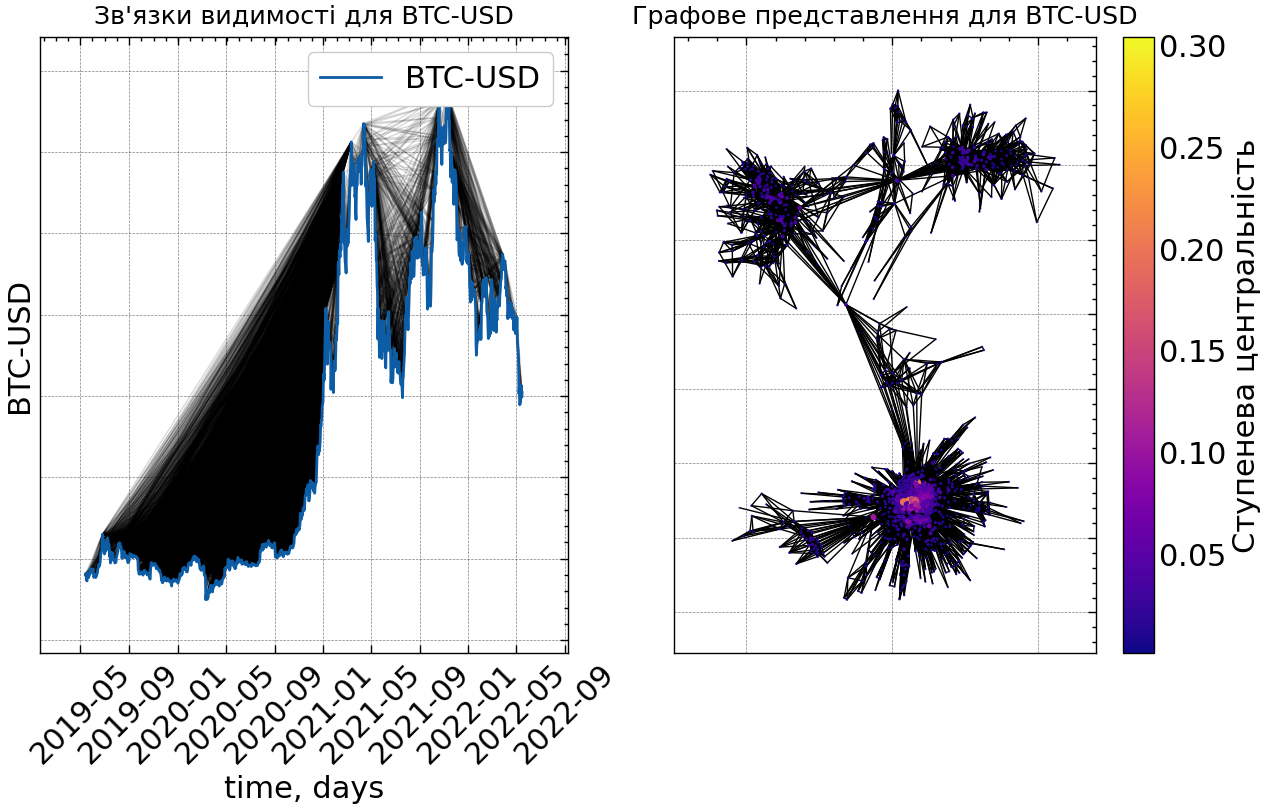 Зв'язки видимості для BTC-USD
BTC-USD
BTC-USD
2019-05
2019-09
2020-01
2020-05
2020-09
2021-01
2021-05
2021-09
2022-01
2022-05
2022-09
time, days
Графове представлення для BTC-USD
0.30
0.25
0.20
0.15
0.10
0.05
Ступенева центральність